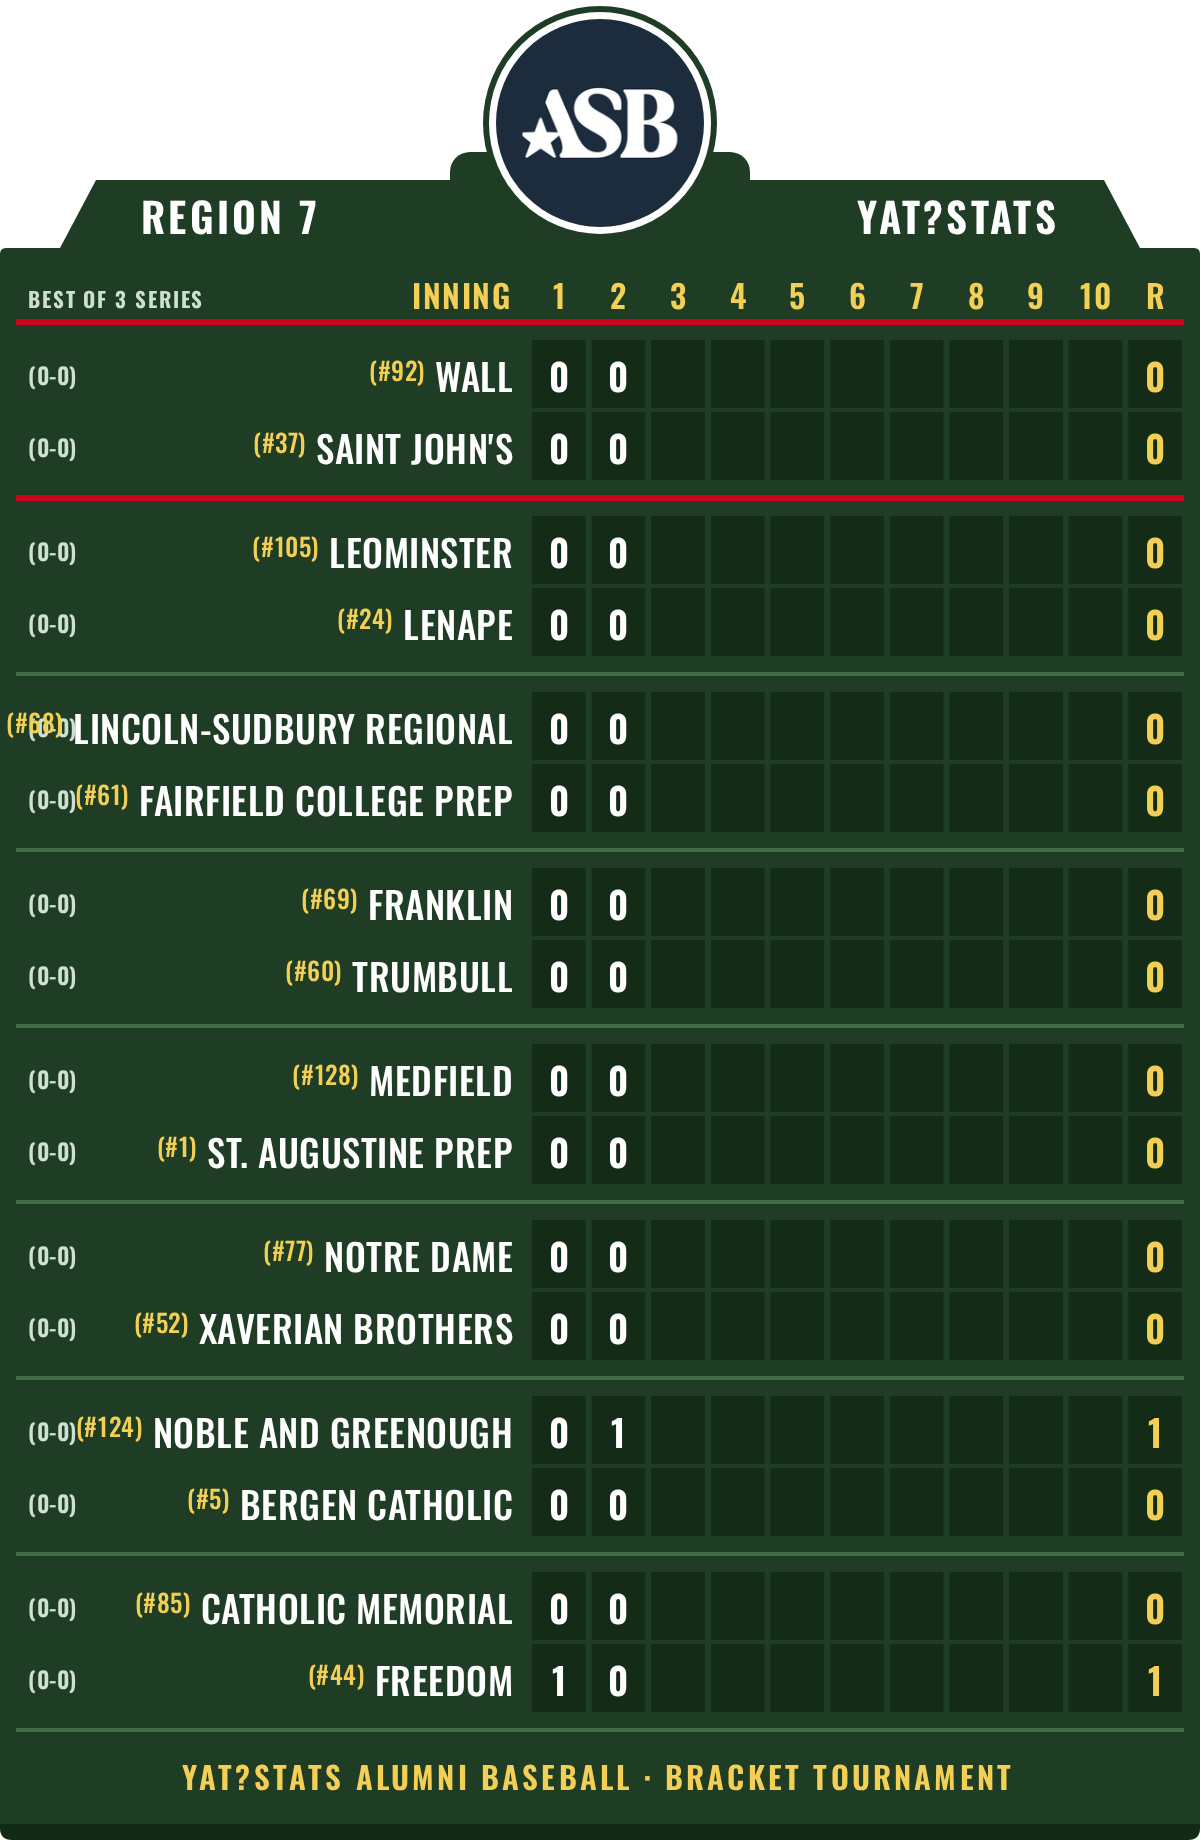 ASB
REGION 7 YAT?STATS
BEST OF 3 SERIES INNING 1 2 3 4 5 6 7 8 9 10 R
(0-0) (#92) WALL 0 0 0
(0-0) (#37) SAINT JOHN'S 0 0 0
(0-0) (#105) LEOMINSTER 0 0 0
(0-0) (#24) LENAPE 0 0 0
(0-0) (#68) LINCOLN-SUDBURY REGIONAL 0 0 0
(0-0) (#61) FAIRFIELD COLLEGE PREP 0 0 0
(0-0) (#69) FRANKLIN 0 0 0
(0-0) (#60) TRUMBULL 0 0 0
(0-0) (#128) MEDFIELD 0 0 0
(0-0) (#1) ST. AUGUSTINE PREP 0 0 0
(0-0) (#77) NOTRE DAME 0 0 0
(0-0) (#52) XAVERIAN BROTHERS 0 0 0
(0-0) (#124) NOBLE AND GREENOUGH 0 1 1
(0-0) (#5) BERGEN CATHOLIC 0 0 0
(0-0) (#85) CATHOLIC MEMORIAL 0 0 0
(0-0) (#44) FREEDOM 1 0 1
YAT?STATS ALUMNI BASEBALL · BRACKET TOURNAMENT